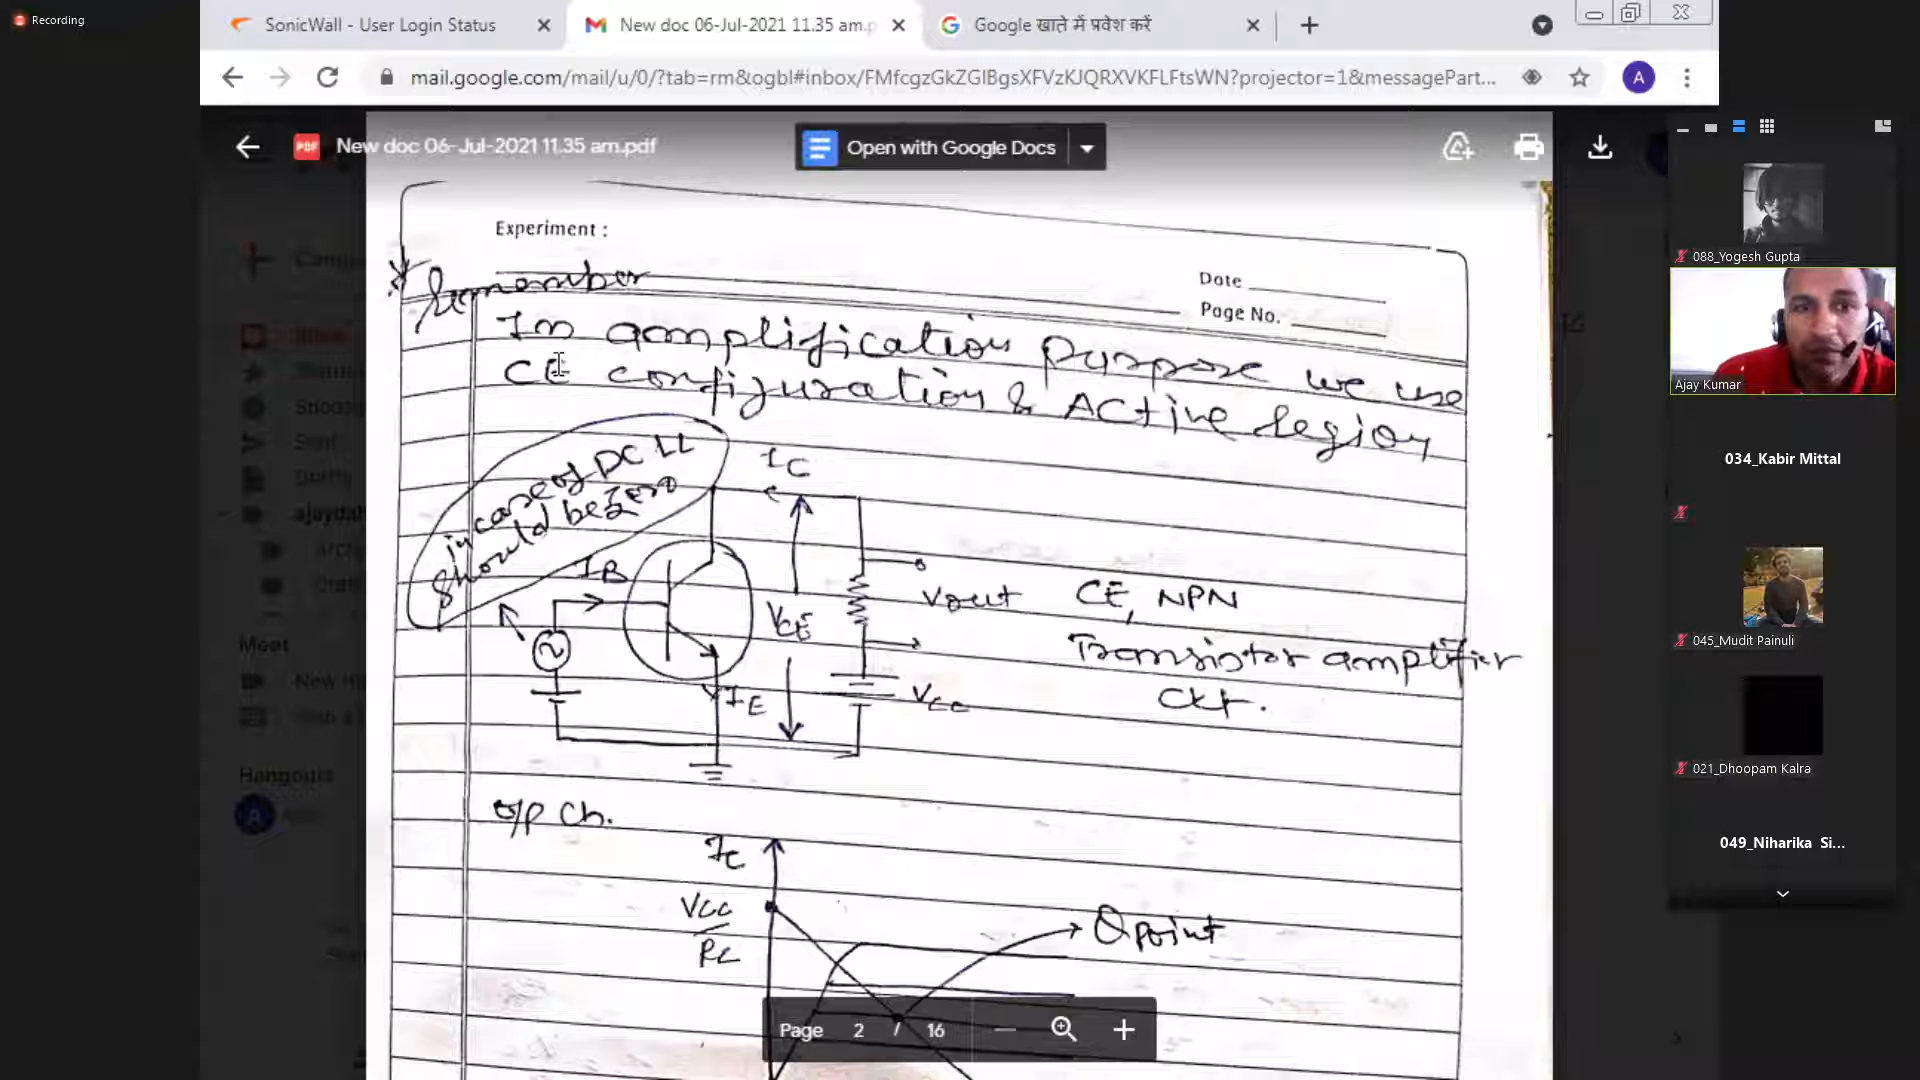 Recording
SonicWall - User Login Status
New doc 06-Jul-2021 11.35 am.p
Google खाते में प्रवेश करें
mail.google.com/mail/u/0/?tab=rm&ogbl#inbox/FMfcgzGkZGlBgsXFVzKJQRXVKFLFtsWN?projector=1&messagePart...
A
PDF
New doc 06-Jul-2021 11.35 am.pdf
Open with Google Docs
Experiment :
Date
Page No.
Remember
In amplification purpose we use
CE configuration & Active region
in case of DC LL
should be zero
IC
IB
VCE
Vout
CE, NPN
Transistor amplifier
Ckt.
IE
VCC
o/p Ch.
IC
VCC
RC
Q point
Page 2 / 16
Inbox
Sent
Meet
Hangouts
A
088_Yogesh Gupta
Ajay Kumar
034_Kabir Mittal
045_Mudit Painuli
021_Dhoopam Kalra
049_Niharika Si...